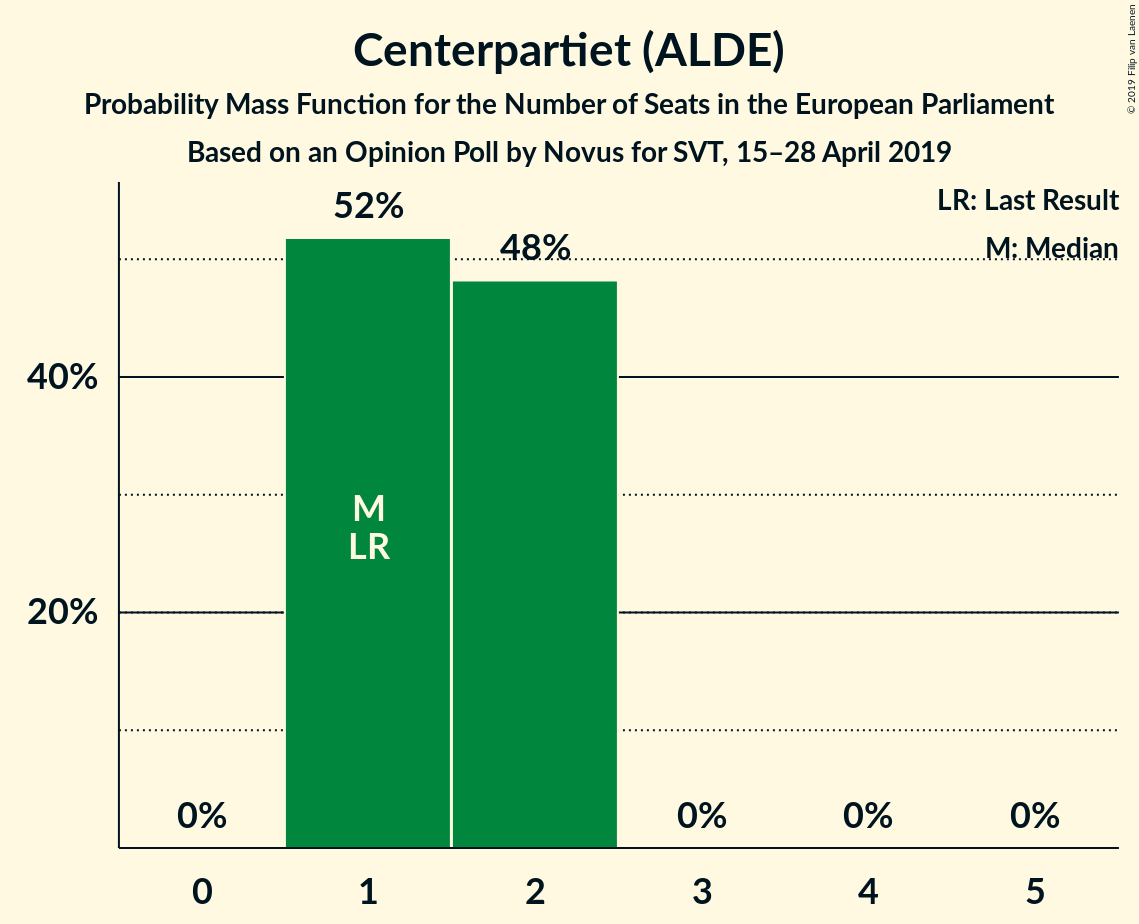 Centerpartiet (ALDE)
Probability Mass Function for the Number of Seats in the European Parliament
Based on an Opinion Poll by Novus for SVT, 15–28 April 2019
© 2019 Filip van Laenen
LR: Last Result
M: Median
52%
48%
40%
20%
M
LR
0%
0%
0%
0%
0
1
2
3
4
5